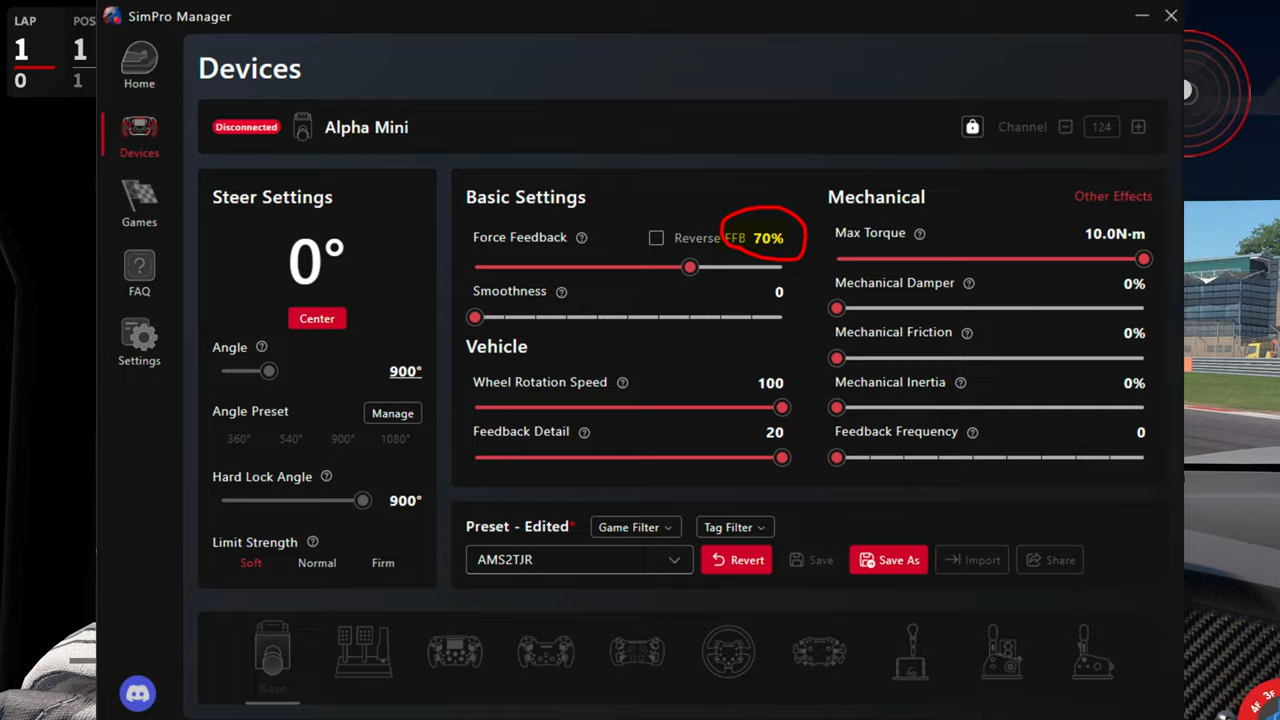 LAP
POS
1
1
0
1
SimPro Manager
Home
Devices
Games
FAQ
Settings
Devices
Disconnected
Alpha Mini
Channel
124
Steer Settings
0°
Center
Angle
900°
Angle Preset
Manage
360°
540°
900°
1080°
Hard Lock Angle
900°
Limit Strength
Soft
Normal
Firm
Basic Settings
Force Feedback
Reverse FFB
70%
Smoothness
0
Vehicle
Wheel Rotation Speed
100
Feedback Detail
20
Mechanical
Other Effects
Max Torque
10.0N·m
Mechanical Damper
0%
Mechanical Friction
0%
Mechanical Inertia
0%
Feedback Frequency
0
Preset - Edited*
Game Filter
Tag Filter
AMS2TJR
Revert
Save
Save As
Import
Share
Base
AF
3F